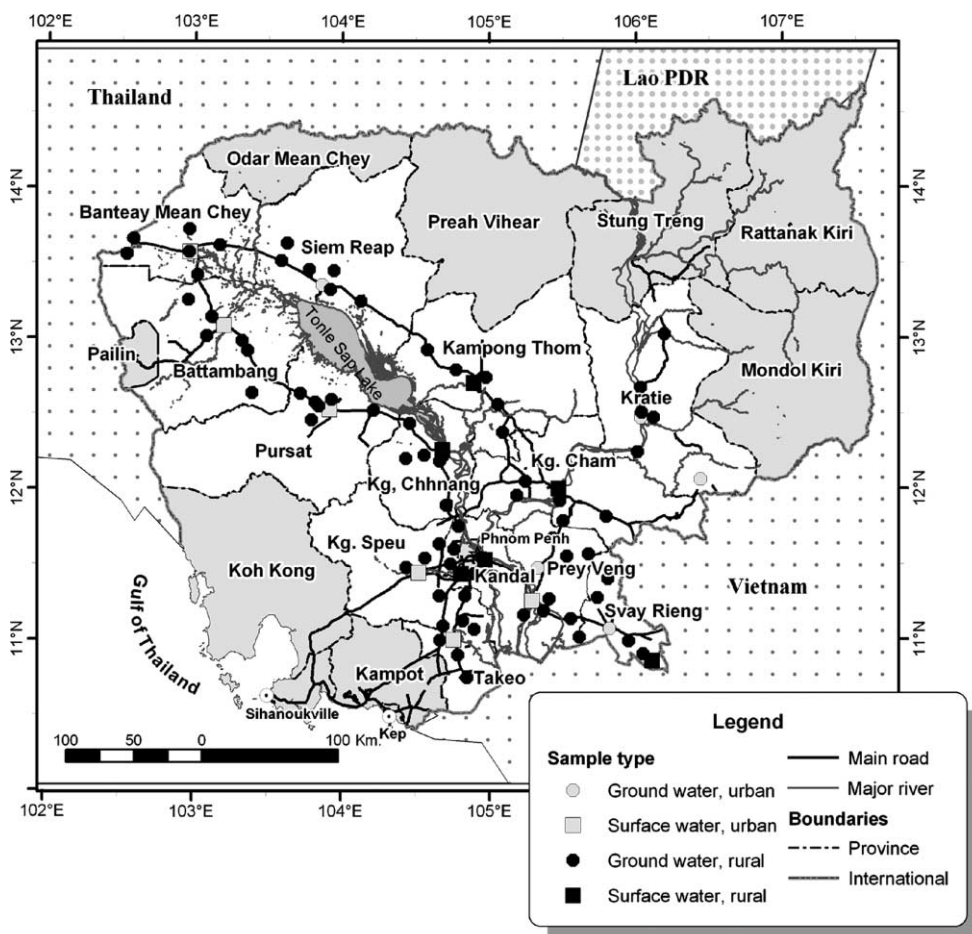 102°E 103°E 104°E 105°E 106°E 107°E
Lao PDR
Thailand
Odar Mean Chey
14°N 14°N
Banteay Mean Chey
Preah Vihear
Stung Treng
Rattanak Kiri
Siem Reap
13°N 13°N
Tonle Sap Lake
Kampong Thom
Pailin
Battambang
Mondol Kiri
Kratie
Pursat
12°N 12°N
Kg. Cham
Kg, Chhnang
Phnom Penh
Kg. Speu
Kandal
Prey Veng
Koh Kong
Vietnam
Gulf of Thailand
Svay Rieng
11°N 11°N
Kampot
Takeo
Sihanoukville
Kep
100 50 0 100 Km.
102°E 103°E 104°E 105°E
Legend
Sample type
Ground water, urban
Surface water, urban
Ground water, rural
Surface water, rural
Main road
Major river
Boundaries
Province
International